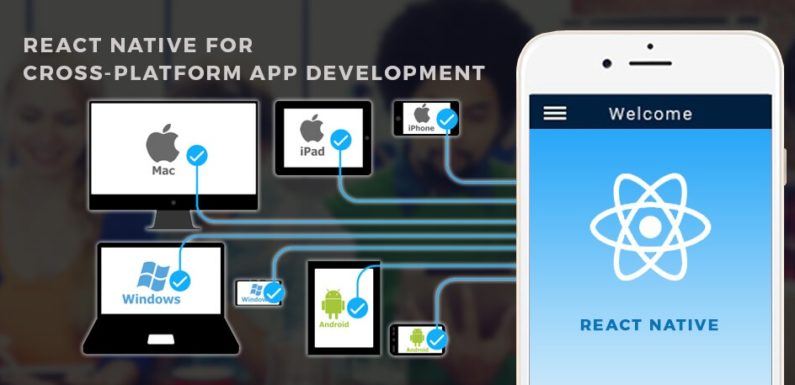 REACT NATIVE FOR
CROSS-PLATFORM APP DEVELOPMENT
Mac
iPad
iPhone
Windows
Android
Android
Welcome
REACT NATIVE